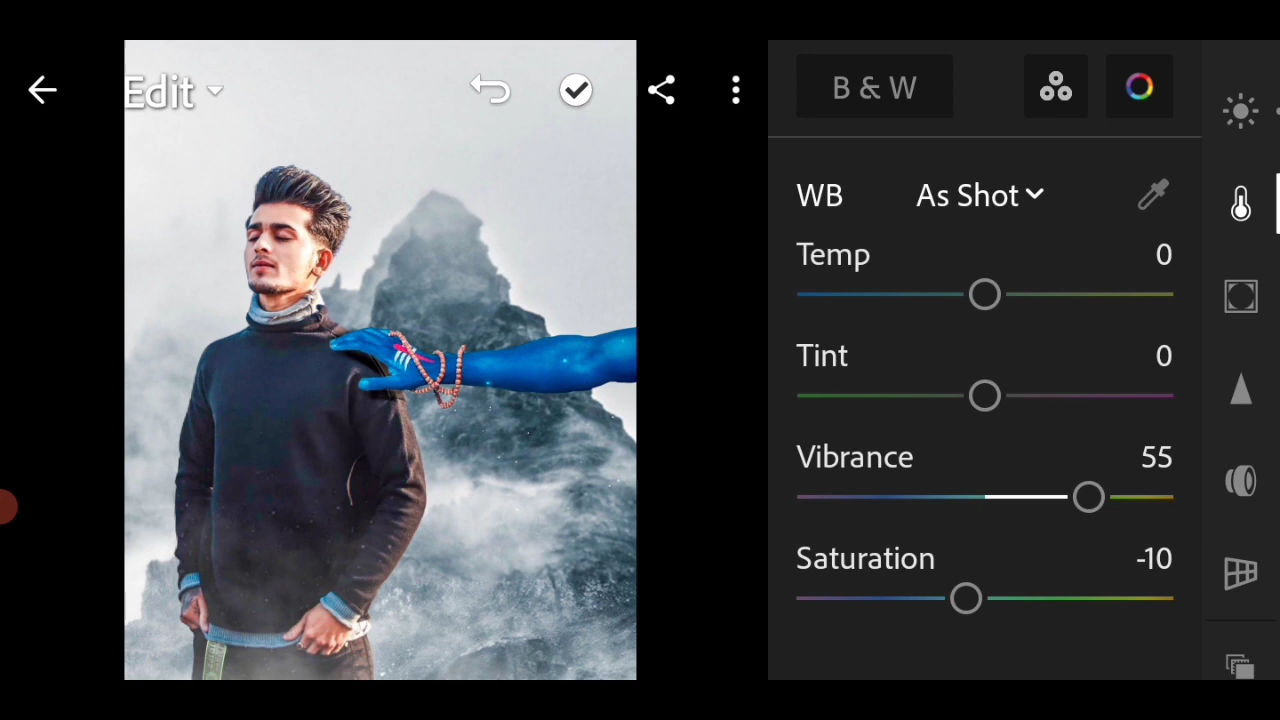 Edit
B & W
WB As Shot
Temp 0
Tint 0
Vibrance 55
Saturation -10